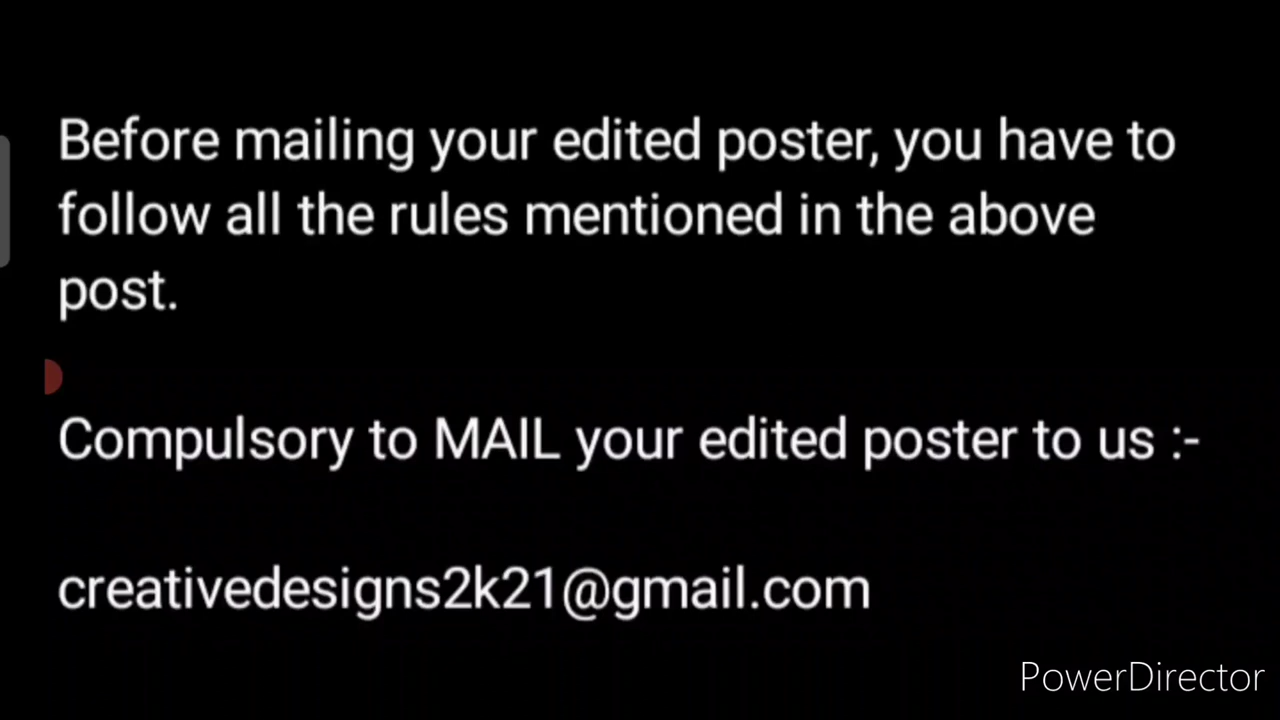 Before mailing your edited poster, you have to
follow all the rules mentioned in the above
post.
Compulsory to MAIL your edited poster to us :-
creativedesigns2k21@gmail.com
PowerDirector